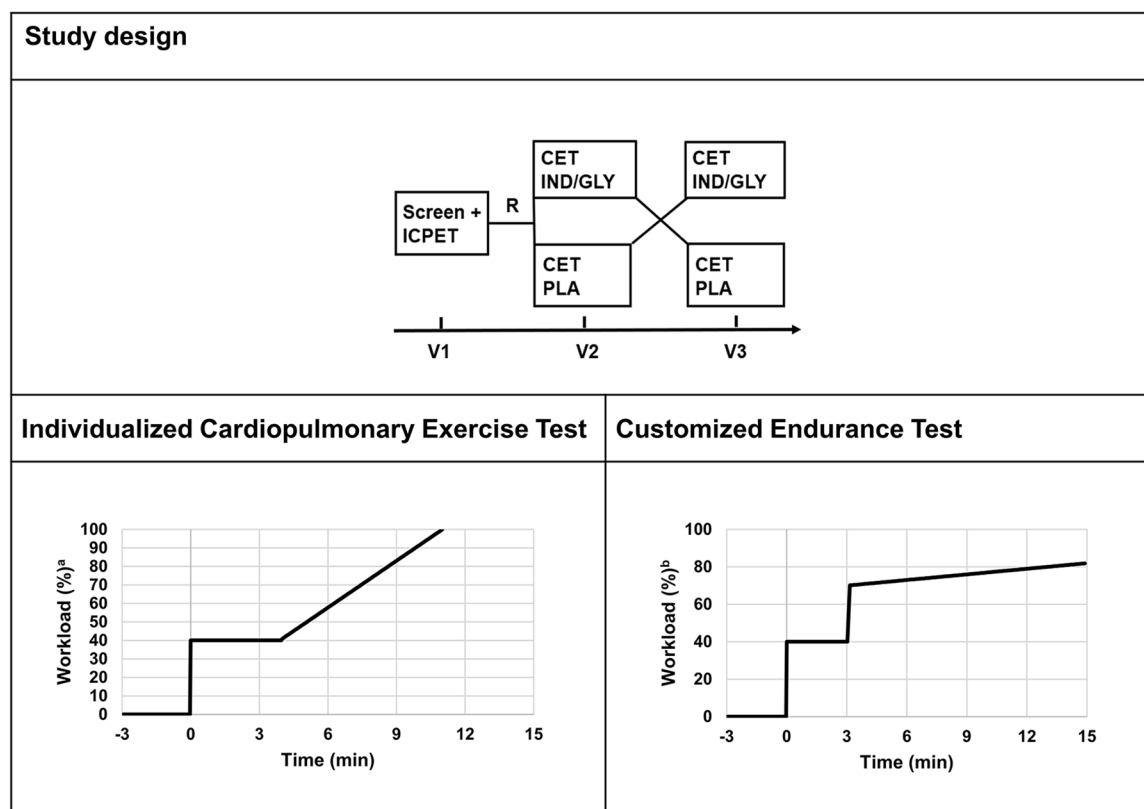 Study design
CET
IND/GLY
CET
IND/GLY
Screen +
ICPET
R
CET
PLA
CET
PLA
V1 V2 V3
Individualized Cardiopulmonary Exercise Test
Customized Endurance Test
Workload (%)ᵃ
100
90
80
70
60
50
40
30
20
10
0
-3 0 3 6 9 12 15
Time (min)
Workload (%)ᵇ
100
80
60
40
20
0
-3 0 3 6 9 12 15
Time (min)